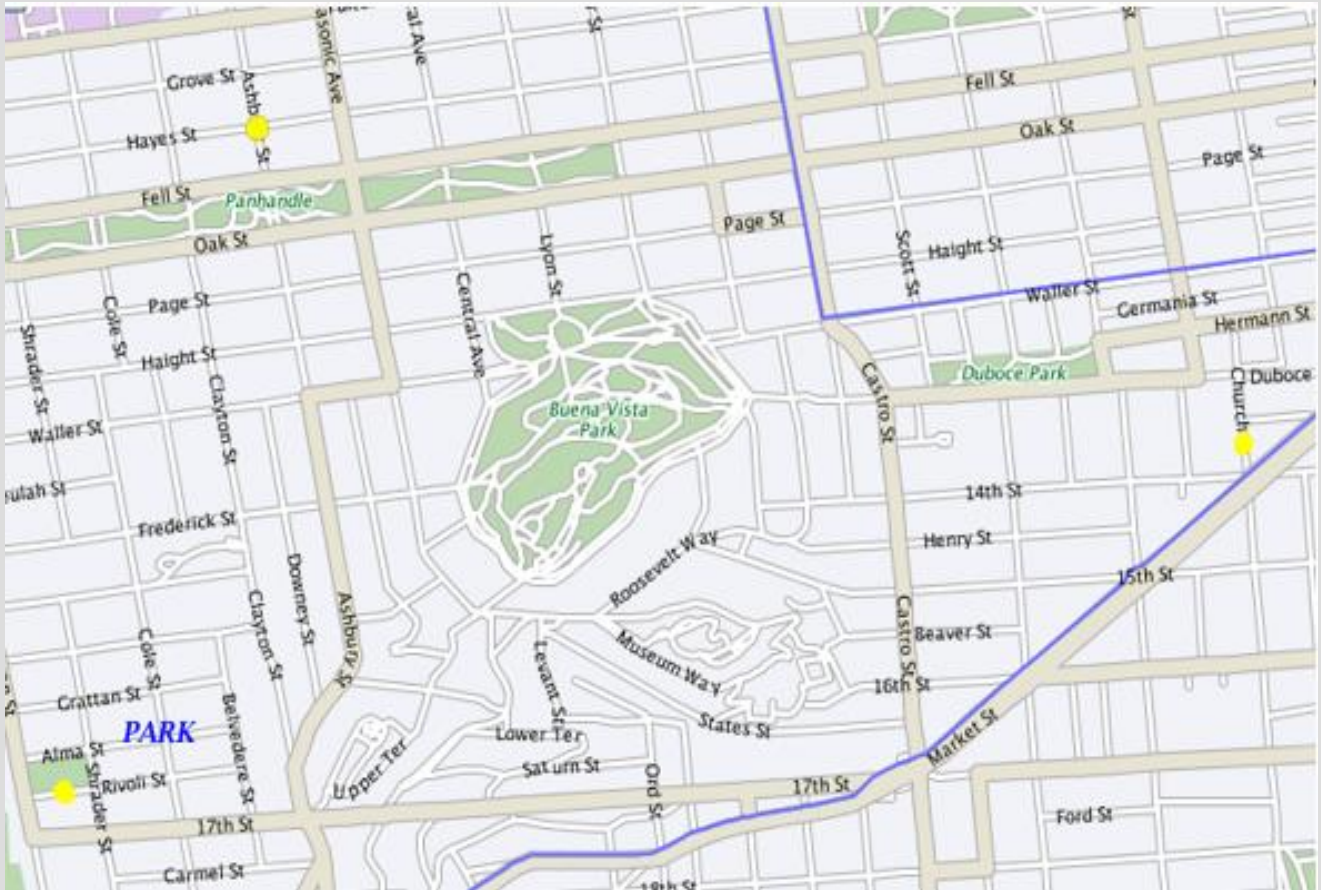 Grove St
Hayes St
Fell St
Panhandle
Oak St
Fell St
Oak St
Page St
Page St
Scott St
Haight St
Lyon St
Central Ave
Waller St
Germania St
Hermann St
Page St
Cole St
Shrader St
Haight St
Clayton St
Waller St
Buena Vista
Park
Castro St
Duboce Park
Church
Duboce
14th St
Henry St
15th St
Frederick St
Roosevelt Way
Downey St
Clayton St
Ashbury St
Castro St
Beaver St
16th St
Museum Way
Levant St
States St
Cole St
Grattan St
Belvedere St
PARK
Alma St
Rivoli St
Shrader St
Upper Ter
Lower Ter
Saturn St
Ord St
Market St
17th St
17th St
Ford St
Carmel St
18th St